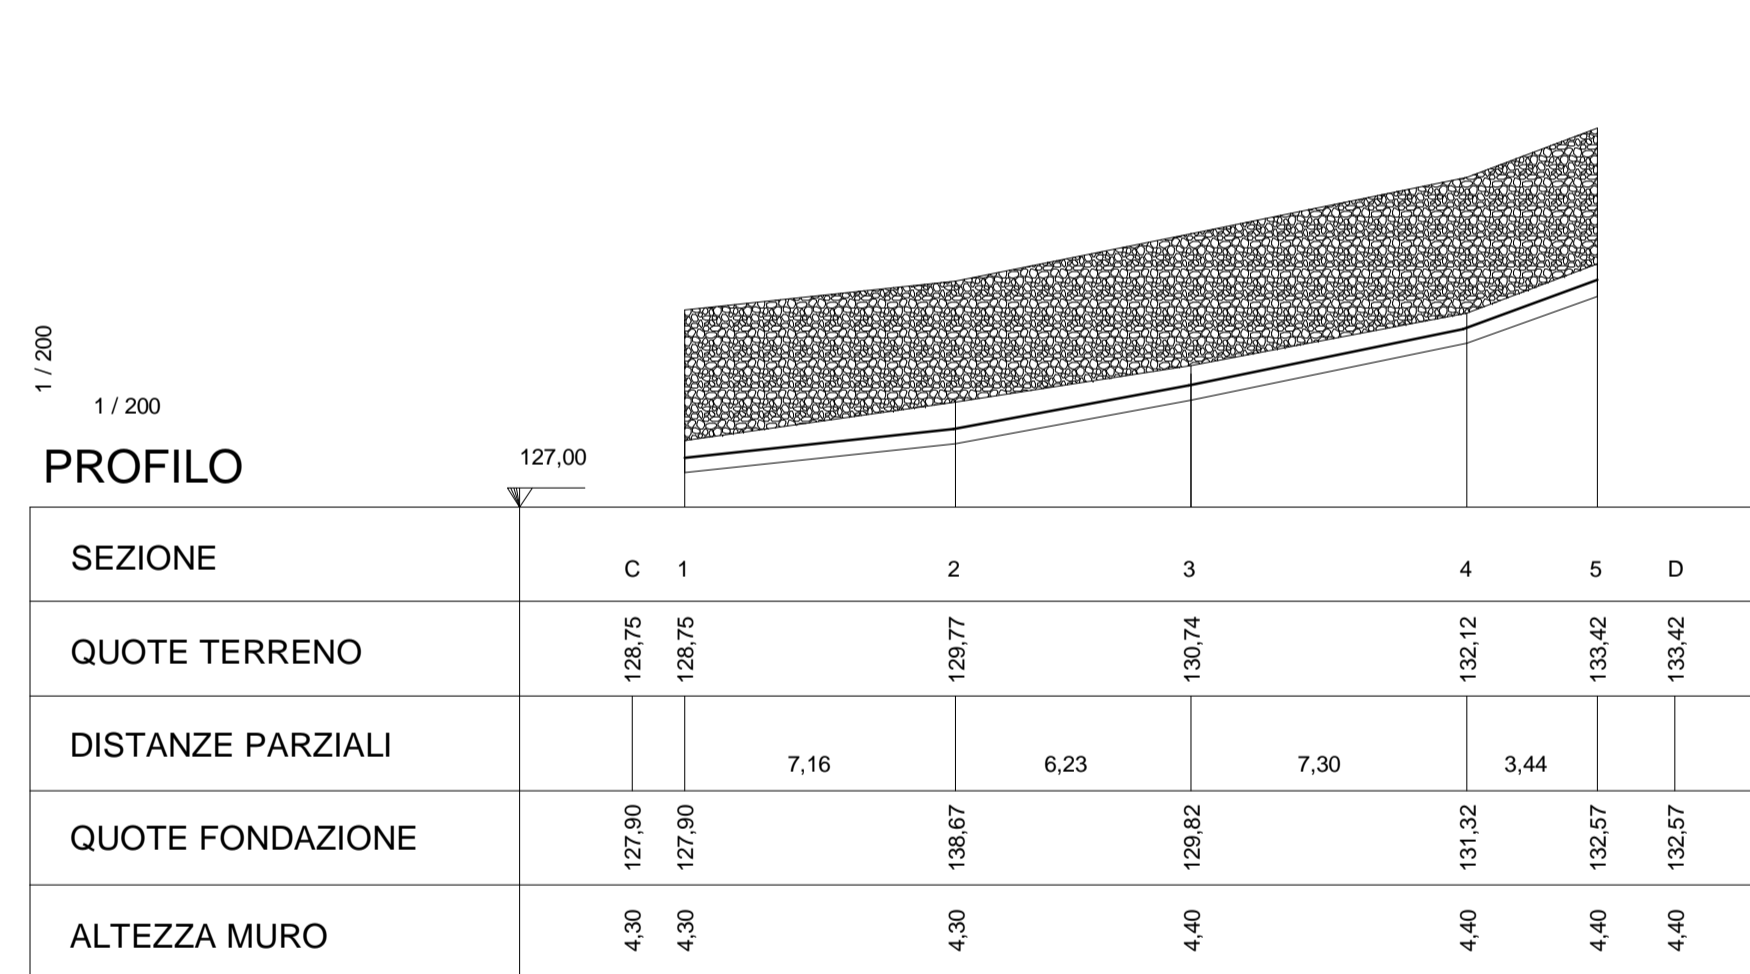 1 / 200
1 / 200
PROFILO
127,00
SEZIONE C 1 2 3 4 5 D
QUOTE TERRENO 128,75 128,75 129,77 130,74 132,12 133,42 133,42
DISTANZE PARZIALI 7,16 6,23 7,30 3,44
QUOTE FONDAZIONE 127,90 127,90 138,67 129,82 131,32 132,57 132,57
ALTEZZA MURO 4,30 4,30 4,30 4,40 4,40 4,40 4,40